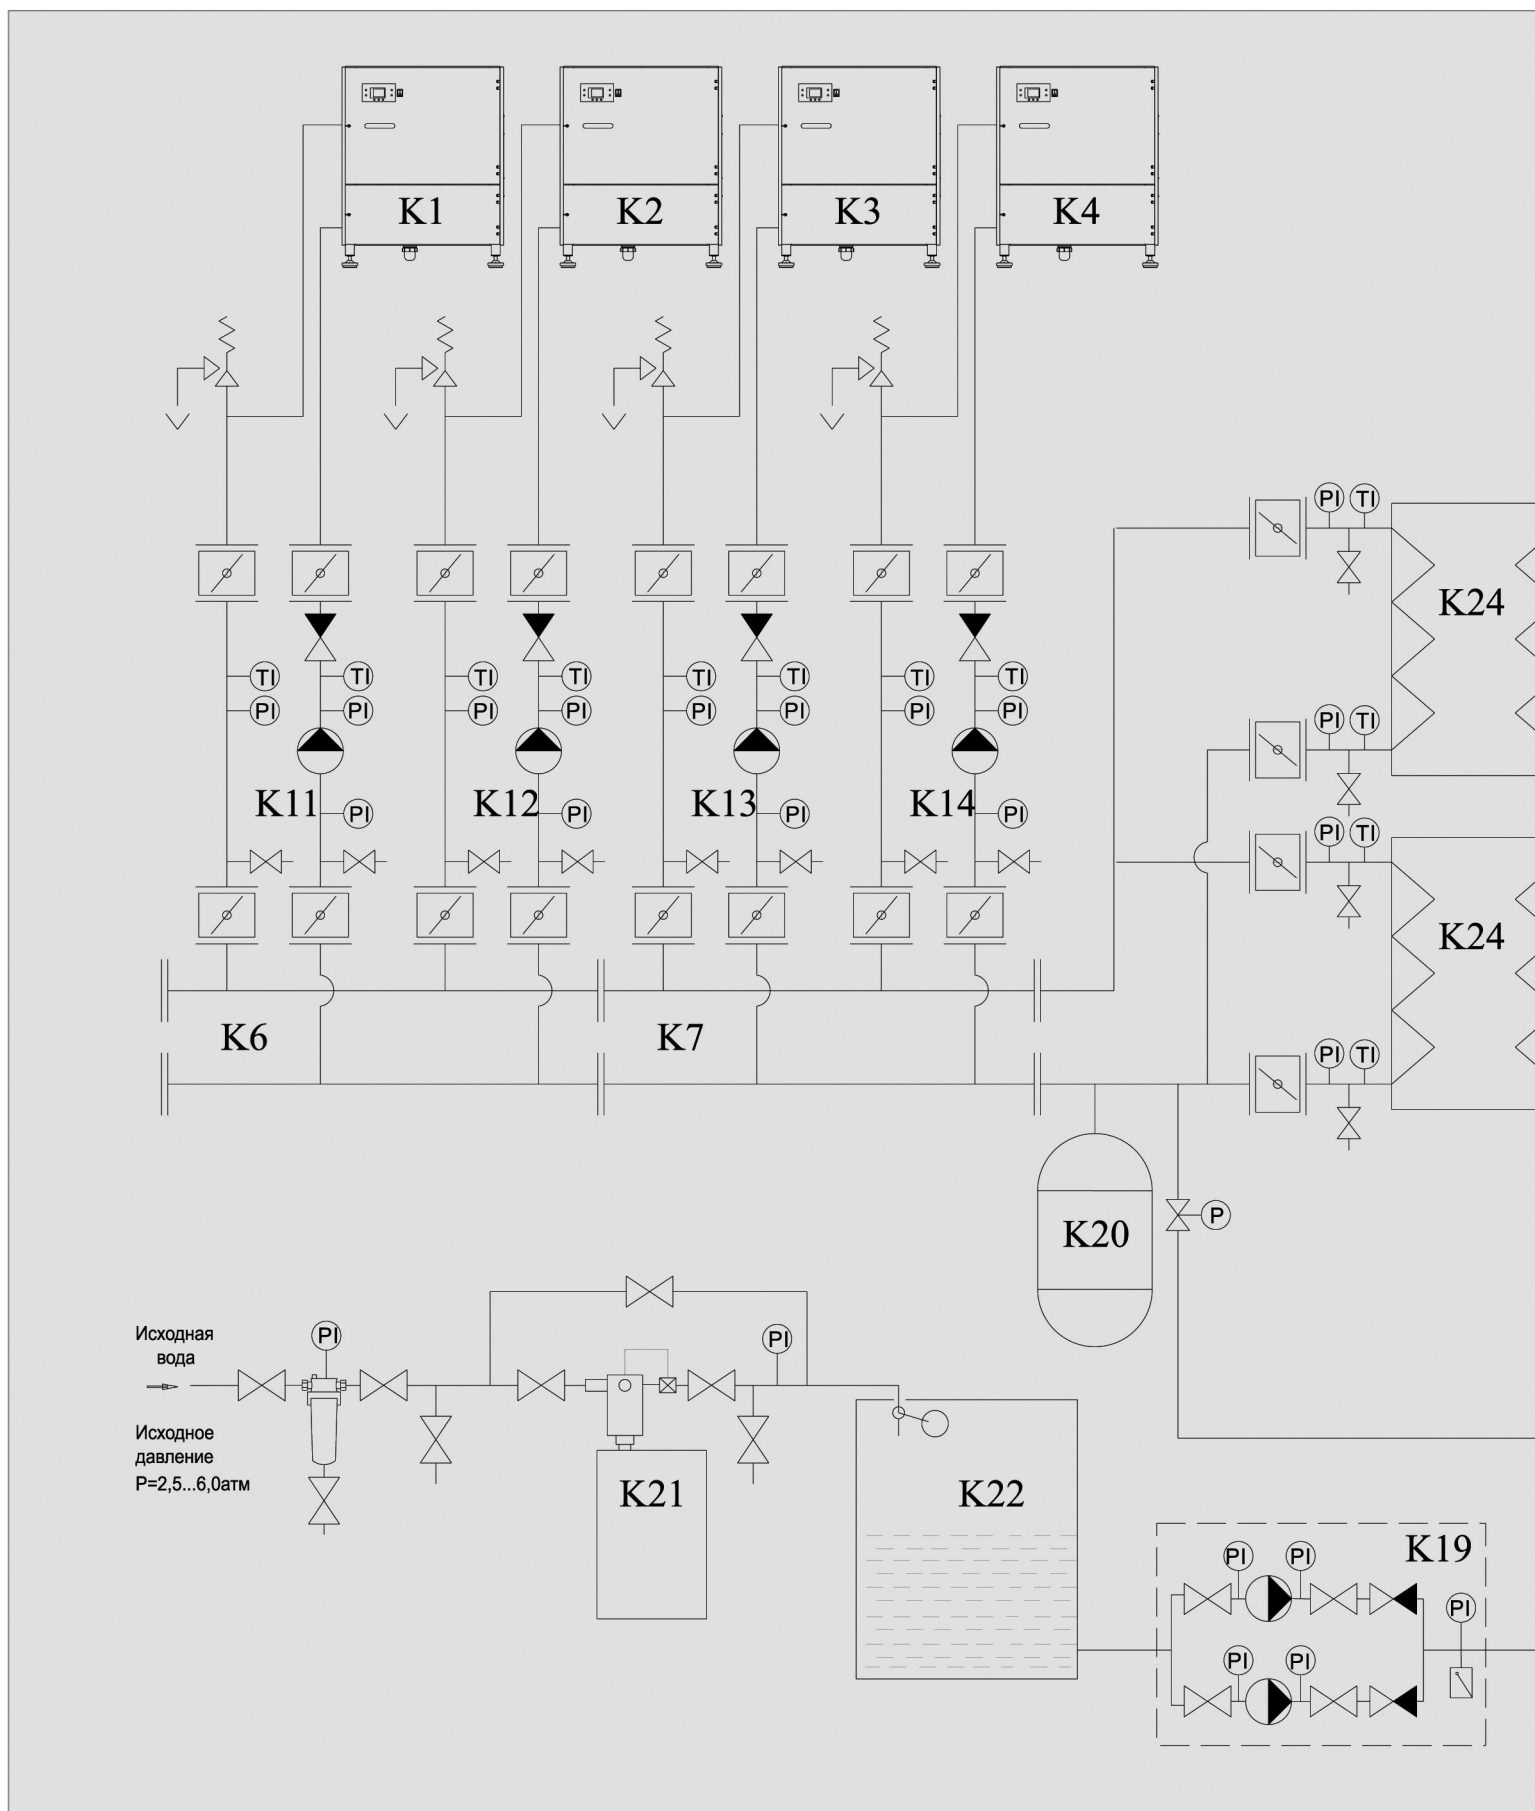 K1 K2 K3 K4
PI TI
K24
TI TI TI TI TI TI TI TI
PI PI PI PI PI PI PI PI
PI TI
K11 K12 K13 K14
PI PI PI PI
PI TI
K24
K6 K7
PI TI
P
K20
Исходная
вода
PI PI
Исходное
давление
P=2,5...6,0атм
K21 K22
K19
PI PI
PI
PI PI